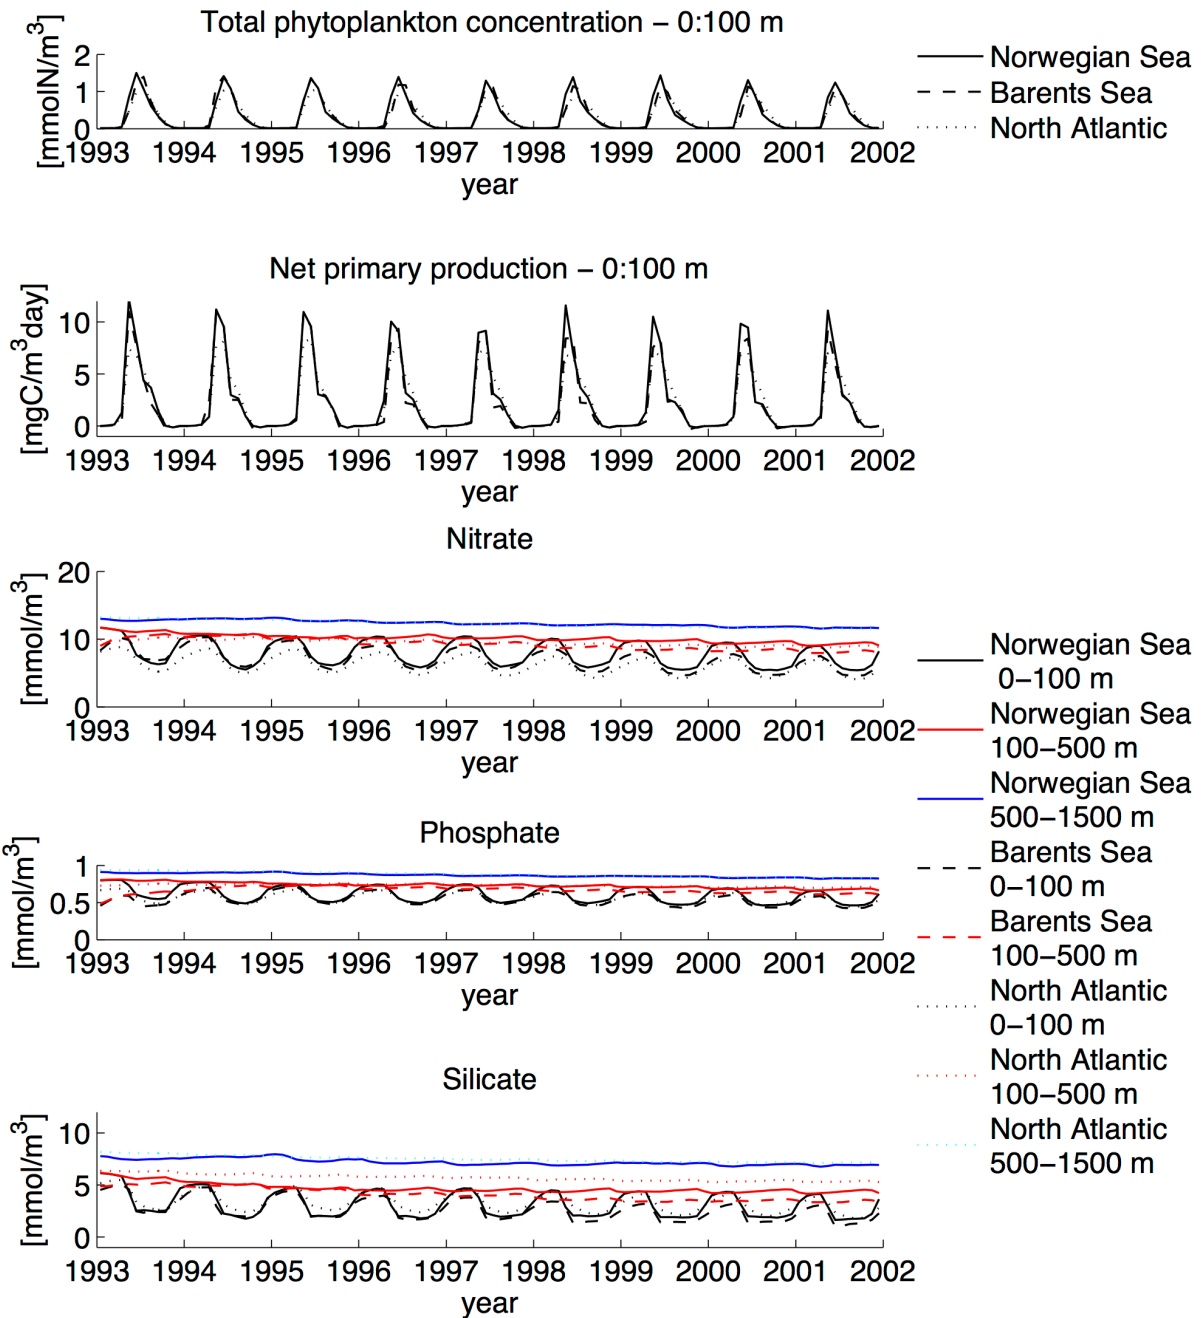 Total phytoplankton concentration − 0:100 m
[mmolN/m3]
2
1
0
1993 1994 1995 1996 1997 1998 1999 2000 2001 2002
year
Norwegian Sea
Barents Sea
North Atlantic
Net primary production − 0:100 m
[mgC/m3day]
10
5
0
1993 1994 1995 1996 1997 1998 1999 2000 2001 2002
year
Nitrate
[mmol/m3]
20
10
0
1993 1994 1995 1996 1997 1998 1999 2000 2001 2002
year
Phosphate
[mmol/m3]
1
0.5
0
1993 1994 1995 1996 1997 1998 1999 2000 2001 2002
year
Silicate
[mmol/m3]
10
5
0
1993 1994 1995 1996 1997 1998 1999 2000 2001 2002
year
Norwegian Sea
0−100 m
Norwegian Sea
100−500 m
Norwegian Sea
500−1500 m
Barents Sea
0−100 m
Barents Sea
100−500 m
North Atlantic
0−100 m
North Atlantic
100−500 m
North Atlantic
500−1500 m